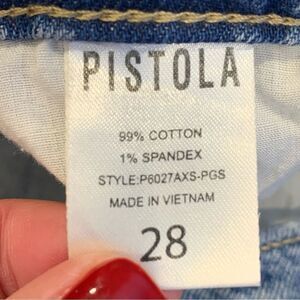 PISTOLA
99% COTTON
1% SPANDEX
STYLE:P6027AXS-PGS
MADE IN VIETNAM
28